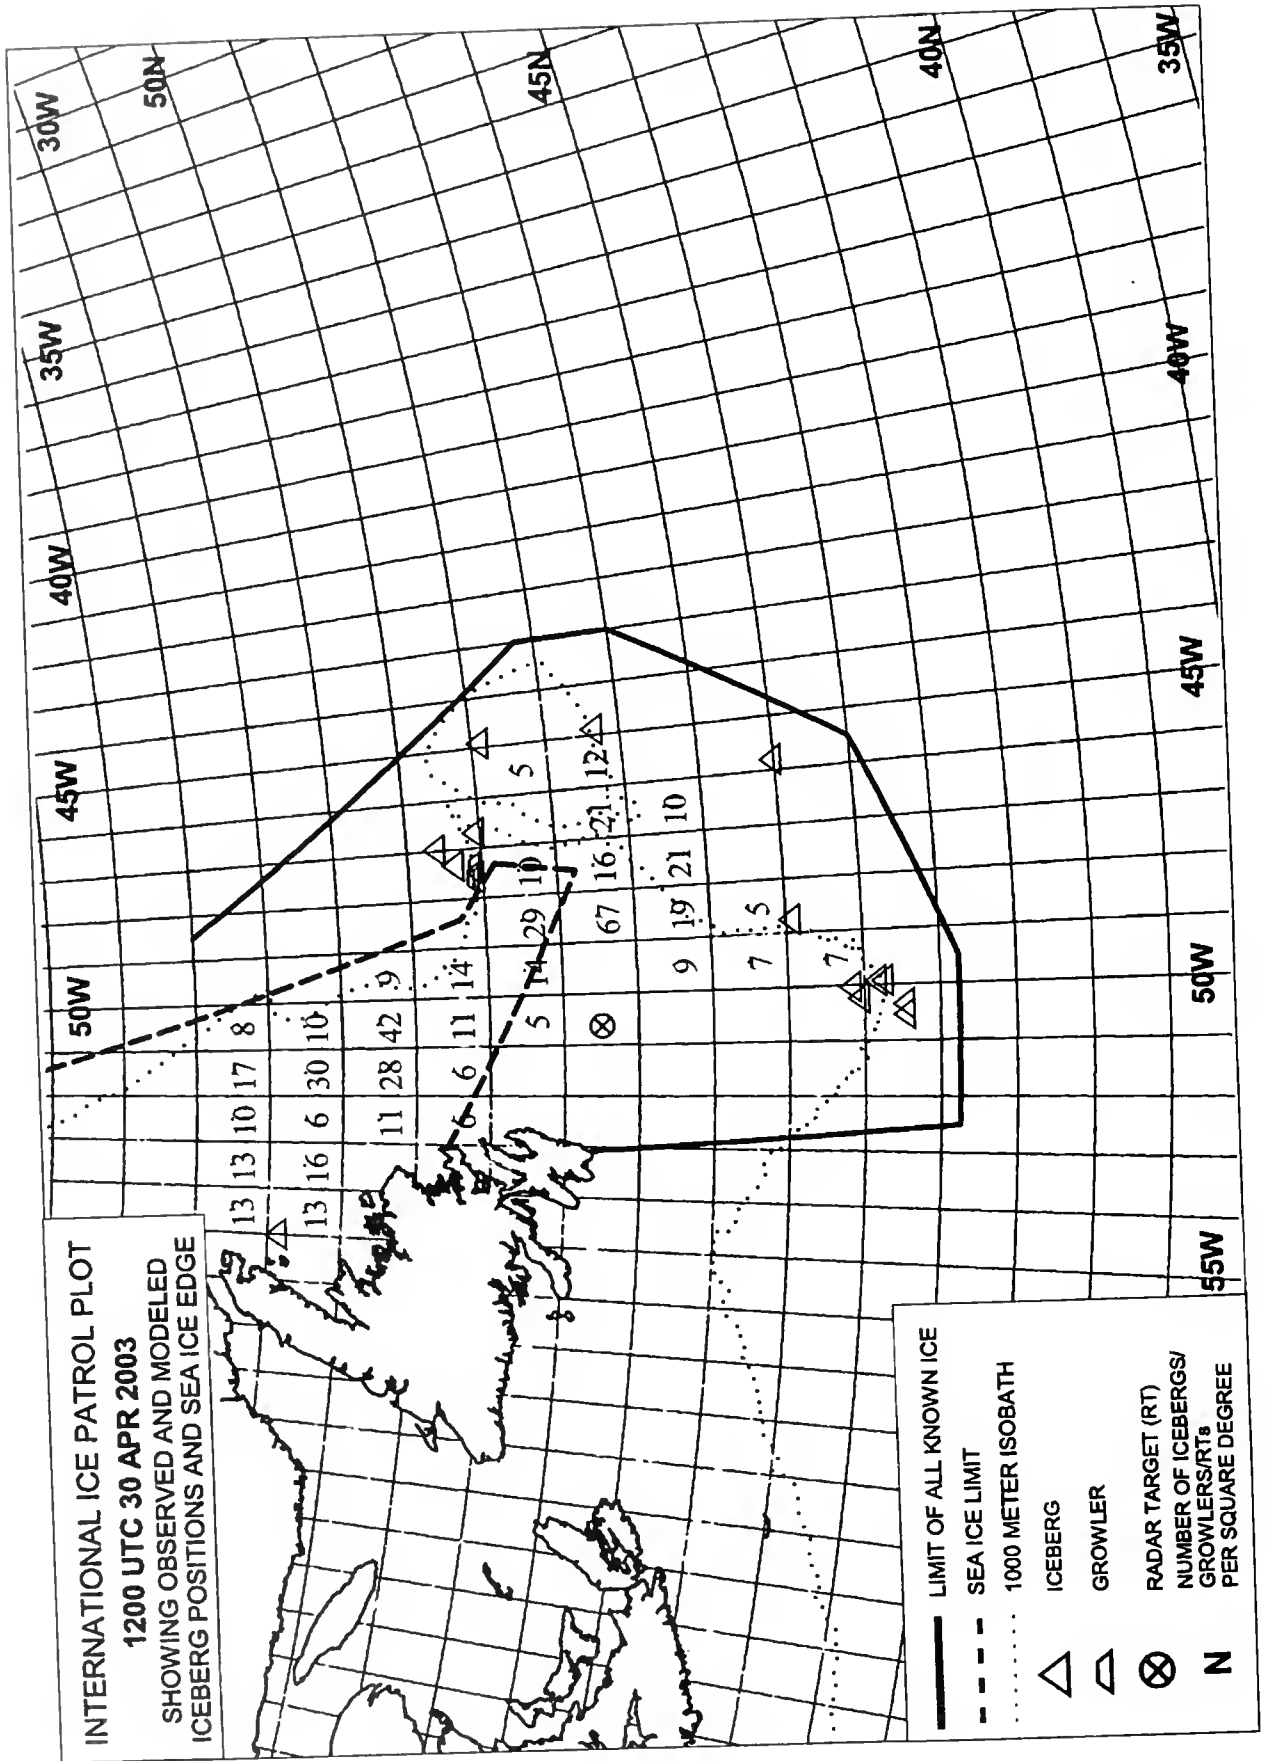 INTERNATIONAL ICE PATROL PLOT
1200 UTC 30 APR 2003
SHOWING OBSERVED AND MODELED
ICEBERG POSITIONS AND SEA ICE EDGE
50W
45W
40W
35W
30W
50N
45N
40N
35W
40W
45W
50W
55W
13 13 10 17 8
13 16 6 30 10
11 28 42 9
6 6 11 14
5 14 29 10 5
67 16 21 12
9 19 21 10
7 5
7
LIMIT OF ALL KNOWN ICE
SEA ICE LIMIT
1000 METER ISOBATH
ICEBERG
GROWLER
RADAR TARGET (RT)
N NUMBER OF ICEBERGS/
GROWLERS/RTs
PER SQUARE DEGREE